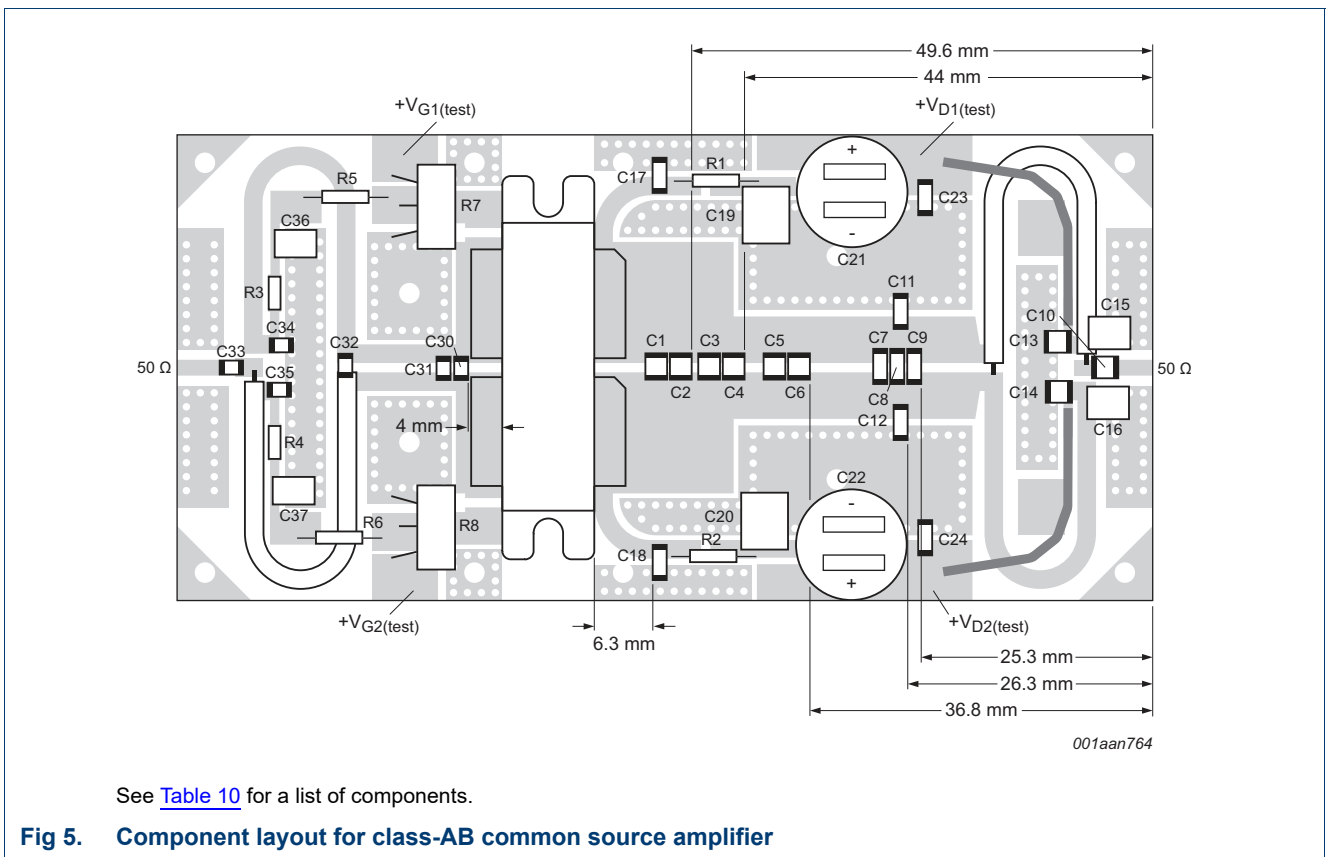 49.6 mm
44 mm
+VG1(test)
+VD1(test)
C17
R1
R5
R7
C36
C19
+
-
C21
C23
R3
C34
C33
C32
C35
50 Ω
C30
C31
C1
C2
C3
C4
C5
C6
C11
C7
C9
C8
C12
C10
C15
C13
C14
C16
50 Ω
4 mm
R4
C37
R6
R8
C20
C22
-
+
C18
R2
C24
+VG2(test)
+VD2(test)
6.3 mm
25.3 mm
26.3 mm
36.8 mm
001aan764
See Table 10 for a list of components.
Fig 5. Component layout for class-AB common source amplifier